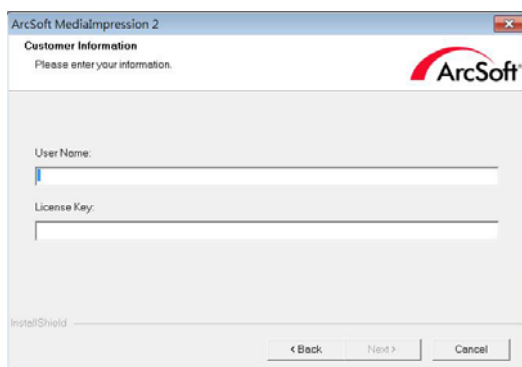 ArcSoft MediaImpression 2
Customer Information
Please enter your information.
ArcSoft
User Name:
License Key:
InstallShield
< Back Next > Cancel